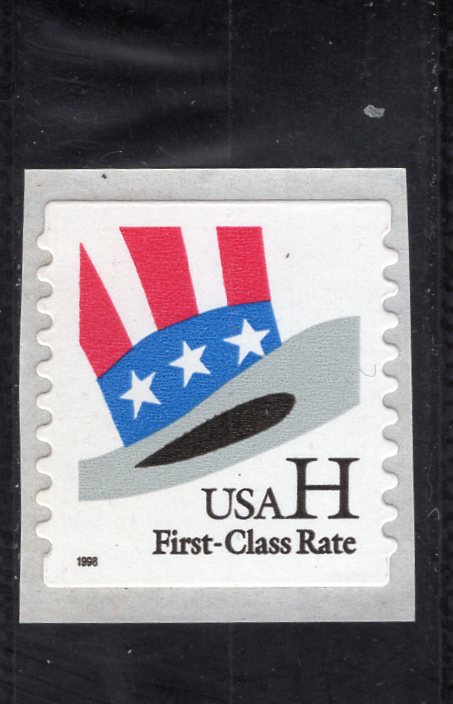 USA H
First-Class Rate
1998